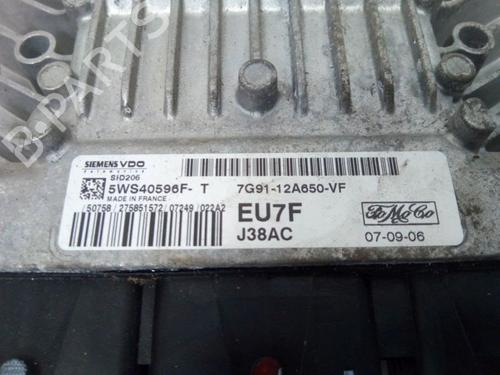 B-PARTS
SIEMENS VDO
Automotive
SID206
5WS40596F- T
7G91-12A650-VF
MADE IN FRANCE
50758 / 275851572 / 07249 / 022A2
EU7F
J38AC
FoMoCo
07-09-06